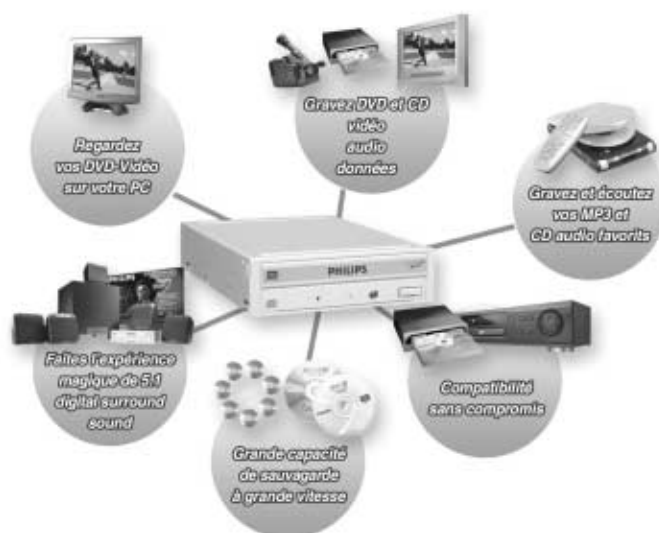 Regardez
vos DVD-Vidéo
sur votre PC
Gravez DVD et CD
vidéo
audio
données
Gravez et écoutez
vos MP3 et
CD audio favorits
PHILIPS
Faites l'expérience
magique de 5.1
digital surround
sound
Grande capacité
de sauvagarde
à grande vitesse
Compatibilité
sans compromis